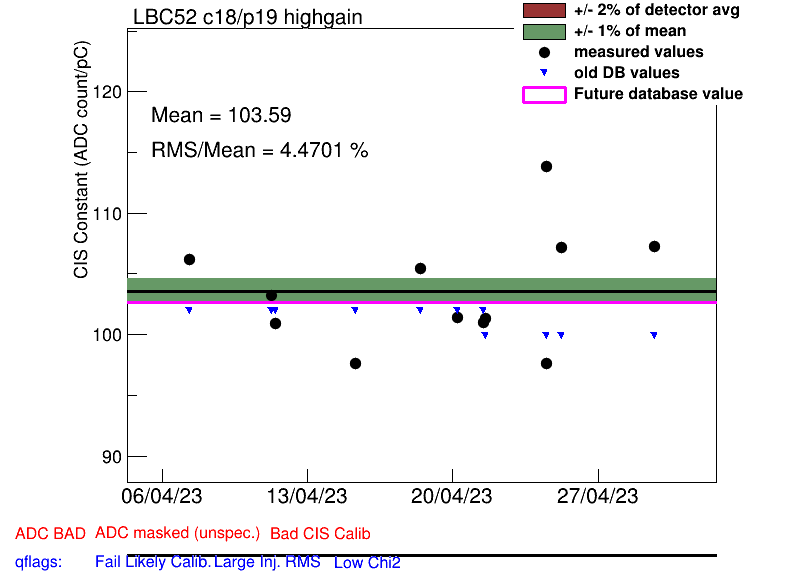 LBC52 c18/p19 highgain
+/- 2% of detector avg
+/- 1% of mean
measured values
old DB values
Future database value
CIS Constant (ADC count/pC)
Mean = 103.59
RMS/Mean = 4.4701 %
120
110
100
90
06/04/23 13/04/23 20/04/23 27/04/23
ADC BAD ADC masked (unspec.) Bad CIS Calib
qflags: Fail Likely Calib. Large Inj. RMS Low Chi2